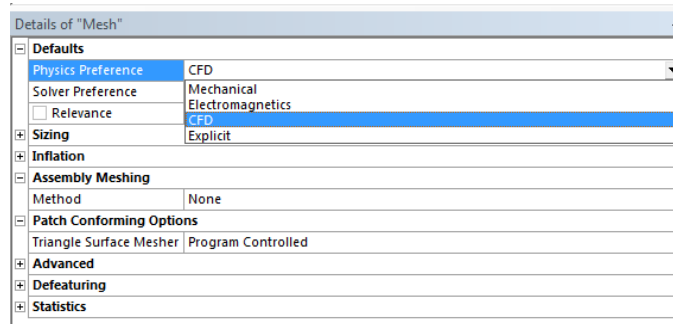 Details of "Mesh"
Defaults
Physics Preference CFD
Solver Preference Mechanical
Electromagnetics
Relevance CFD
Explicit
Sizing
Inflation
Assembly Meshing
Method None
Patch Conforming Options
Triangle Surface Mesher Program Controlled
Advanced
Defeaturing
Statistics